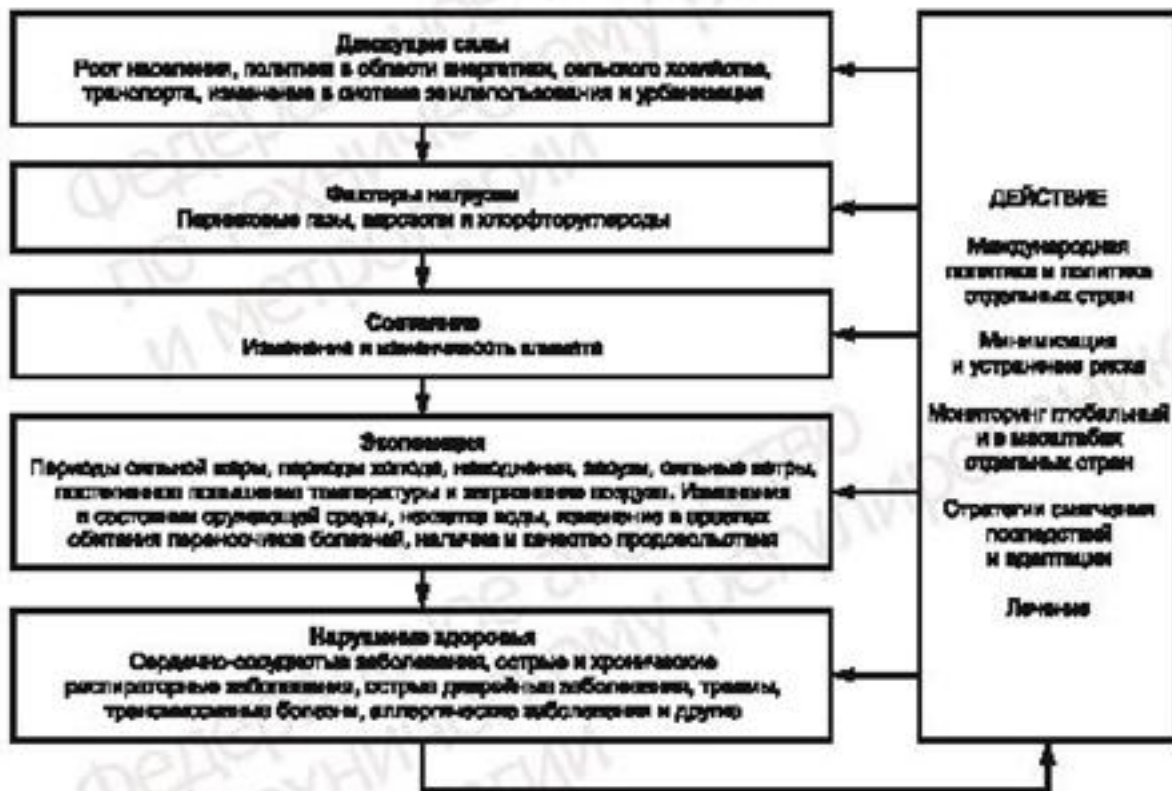 Движущие силы
Рост населения, политика в области энергетики, сельского хозяйства,
транспорта, изменение в системе землепользования и урбанизация
Факторы нагрузки
Парниковые газы, аэрозоли и хлорфторуглероды
Состояние
Изменение и изменчивость климата
Экспозиция
Периоды сильной жары, периоды холода, наводнения, засухи, сильные ветры,
постепенное повышение температуры и загрязнение воздуха. Изменения
в состоянии окружающей среды, нехватка воды, изменение в ареалах
обитания переносчиков болезней, наличие и качество продовольствия
Нарушение здоровья
Сердечно-сосудистые заболевания, острые и хронические
респираторные заболевания, острые диарейные заболевания, травмы,
трансмиссивные болезни, аллергические заболевания и другие
ДЕЙСТВИЕ
Международная
политика и политика
отдельных стран
Минимизация
и устранение риска
Мониторинг глобальный
и в масштабах
отдельных стран
Стратегии смягчения
последствий
и адаптации
Лечение